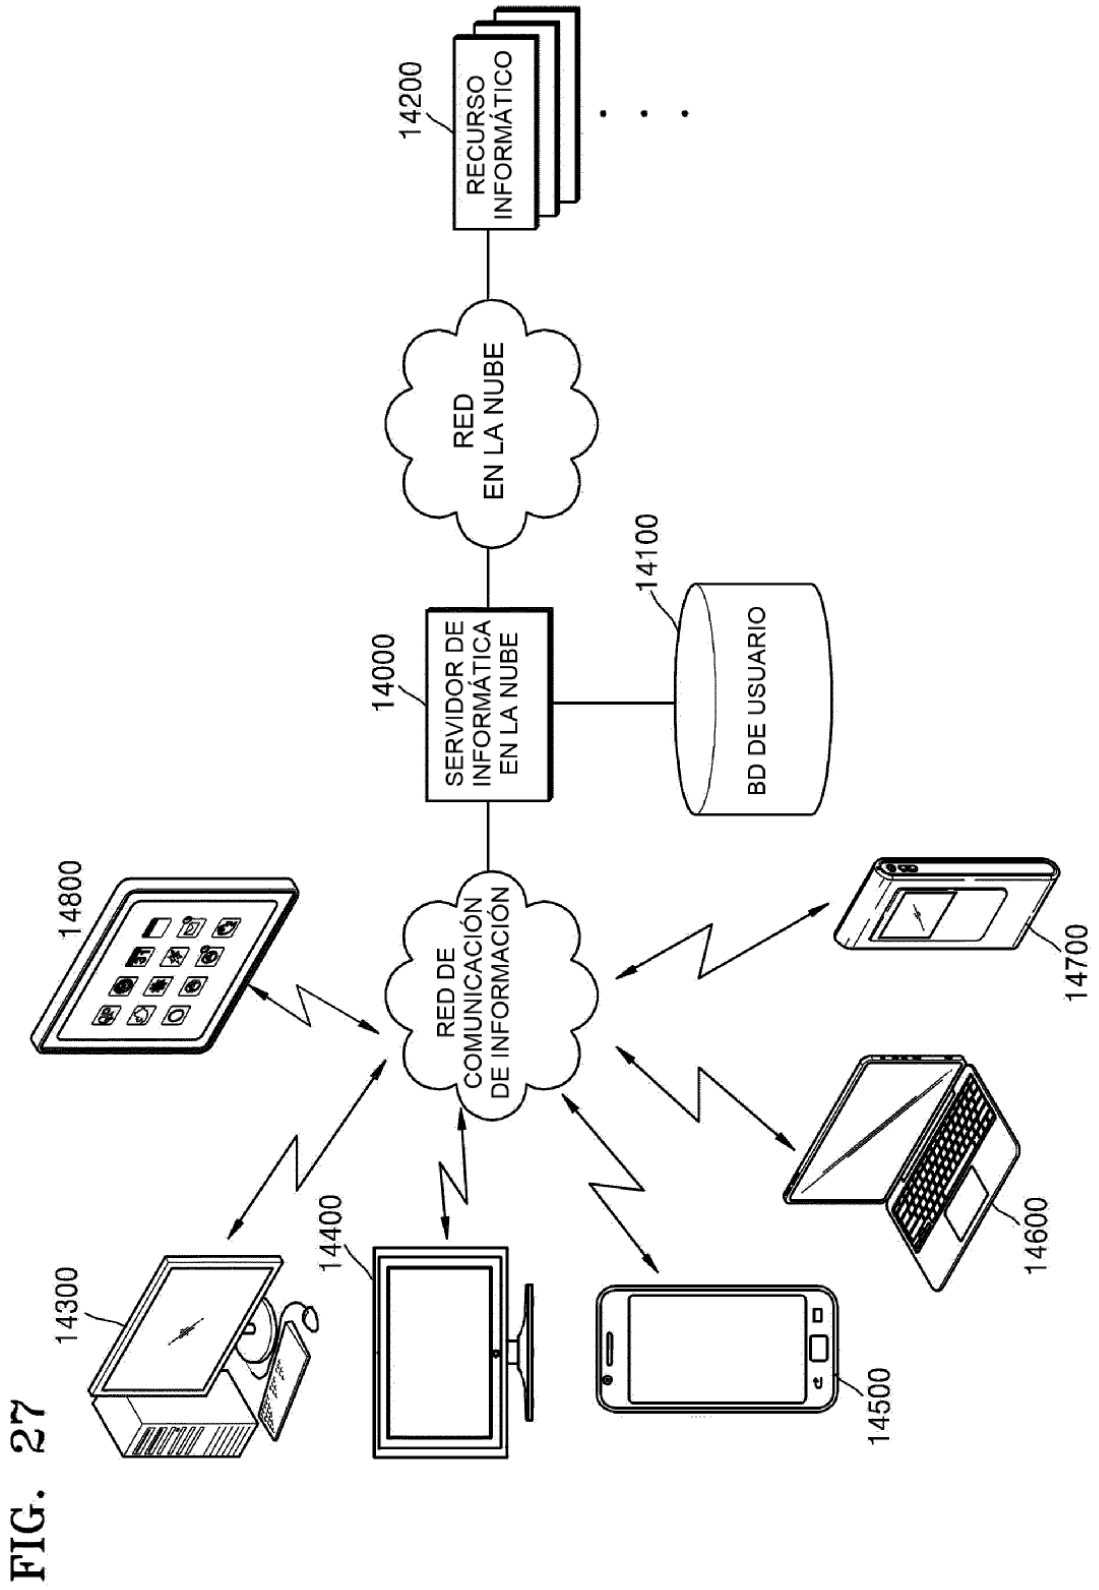 FIG. 27
14300
14800
14400
14500
14600
14700
RED DE
COMUNICACIÓN
DE INFORMACIÓN
14000
SERVIDOR DE
INFORMÁTICA
EN LA NUBE
14100
BD DE USUARIO
RED
EN LA NUBE
14200
RECURSO
INFORMÁTICO
31